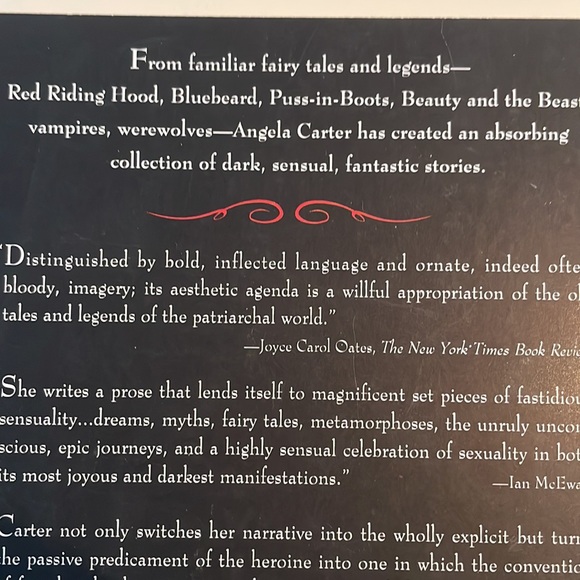 From familiar fairy tales and legends—
Red Riding Hood, Bluebeard, Puss-in-Boots, Beauty and the Beast
vampires, werewolves—Angela Carter has created an absorbing
collection of dark, sensual, fantastic stories.
"Distinguished by bold, inflected language and ornate, indeed ofte
bloody, imagery; its aesthetic agenda is a willful appropriation of the ol
tales and legends of the patriarchal world."
—Joyce Carol Oates, The New York Times Book Revie
She writes a prose that lends itself to magnificent set pieces of fastidiou
sensuality...dreams, myths, fairy tales, metamorphoses, the unruly uncon
scious, epic journeys, and a highly sensual celebration of sexuality in bot
its most joyous and darkest manifestations."
—Ian McEwa
Carter not only switches her narrative into the wholly explicit but turn
the passive predicament of the heroine into one in which the conventio